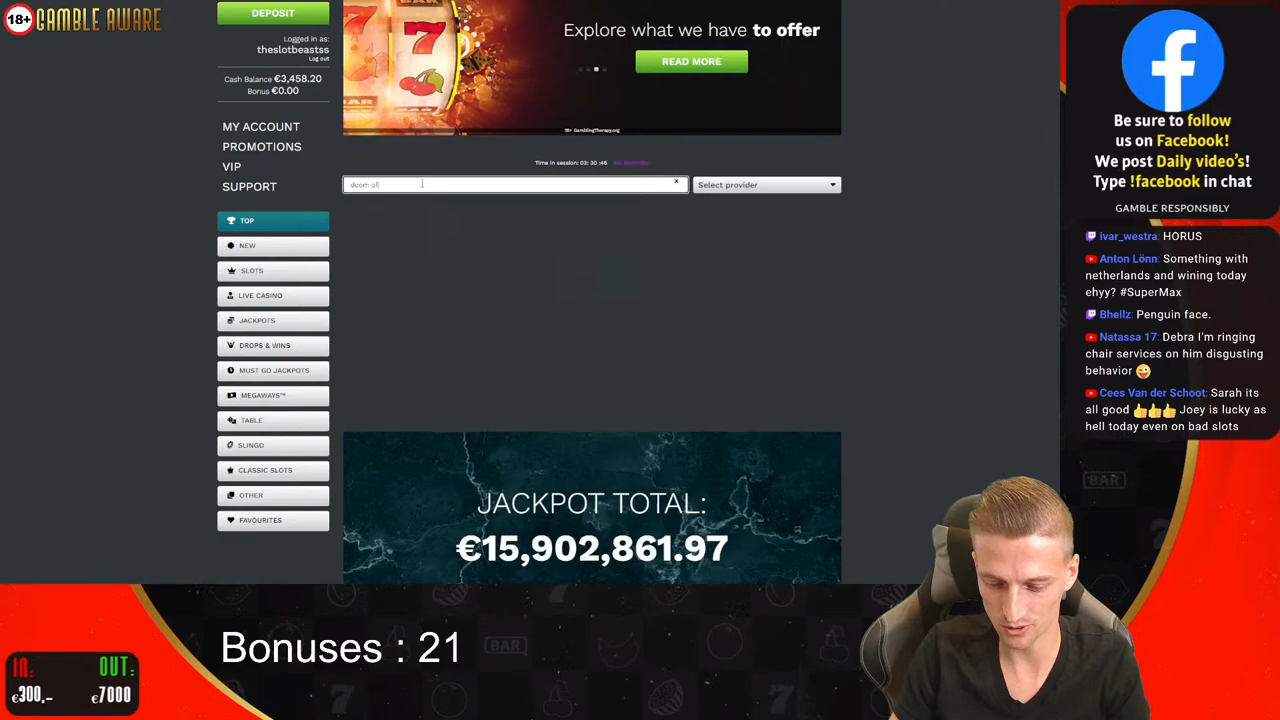 18+ GAMBLE AWARE
DEPOSIT
Logged in as:
theslotbeastss
Log out
Cash Balance €3,458.20
Bonus €0.00
MY ACCOUNT
PROMOTIONS
VIP
SUPPORT
TOP
NEW
SLOTS
LIVE CASINO
JACKPOTS
DROPS & WINS
MUST GO JACKPOTS
MEGAWAYS™
TABLE
SLINGO
CLASSIC SLOTS
OTHER
FAVOURITES
Explore what we have to offer
READ MORE
18+ GamblingTherapy.org
Time in session: 03: 30 :46
doom of
×
Select provider
JACKPOT TOTAL:
€15,902,861.97
Be sure to follow
us on Facebook!
We post Daily video's!
Type !facebook in chat
GAMBLE RESPONSIBLY
ivar_westra: HORUS
Anton Lönn: Something with
netherlands and wining today
ehyy? #SuperMax
Bhellz: Penguin face.
Natassa 17: Debra I'm ringing
chair services on him disgusting
behavior 😜
Cees Van der Schoot: Sarah its
all good 👍👍👍 Joey is lucky as
hell today even on bad slots
BAR
BAR
Bonuses : 21
IN: OUT:
€300,- €7000